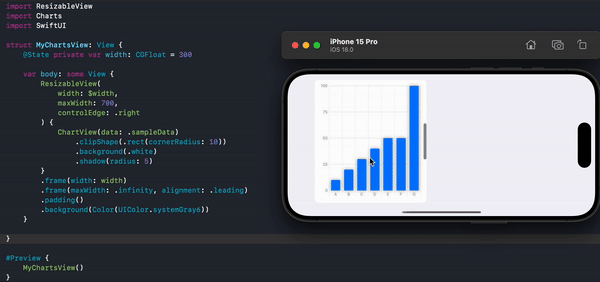 import ResizableView
import Charts
import SwiftUI
struct MyChartsView: View {
@State private var width: CGFloat = 300
var body: some View {
ResizableView(
width: $width,
maxWidth: 700,
controlEdge: .right
) {
ChartView(data: .sampleData)
.clipShape(.rect(cornerRadius: 10))
.background(.white)
.shadow(radius: 5)
}
.frame(width: width)
.frame(maxWidth: .infinity, alignment: .leading)
.padding()
.background(Color(UIColor.systemGray6))
}
}
#Preview {
MyChartsView()
}
iPhone 15 Pro
iOS 18.0
100
75
50
25
0